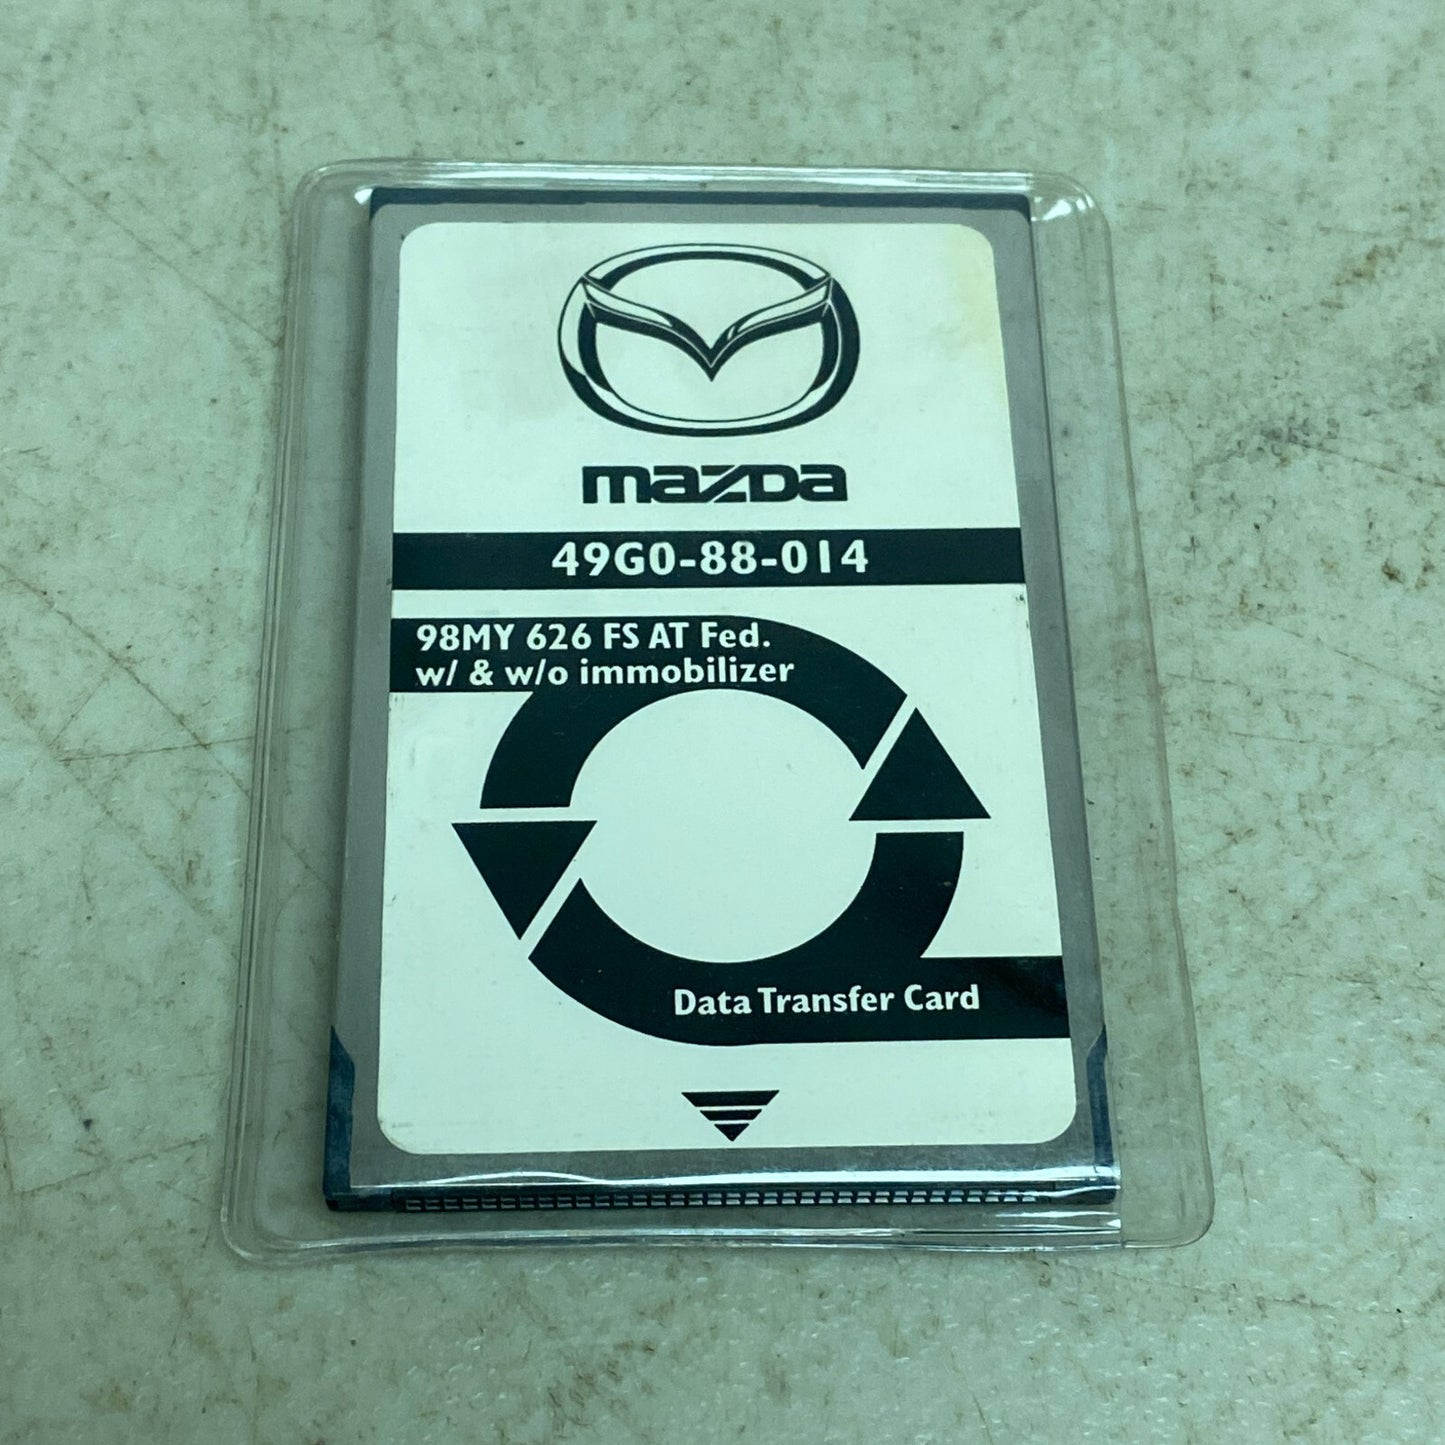 mazda
49G0-88-014
98MY 626 FS AT Fed.
w/ & w/o immobilizer
Data Transfer Card